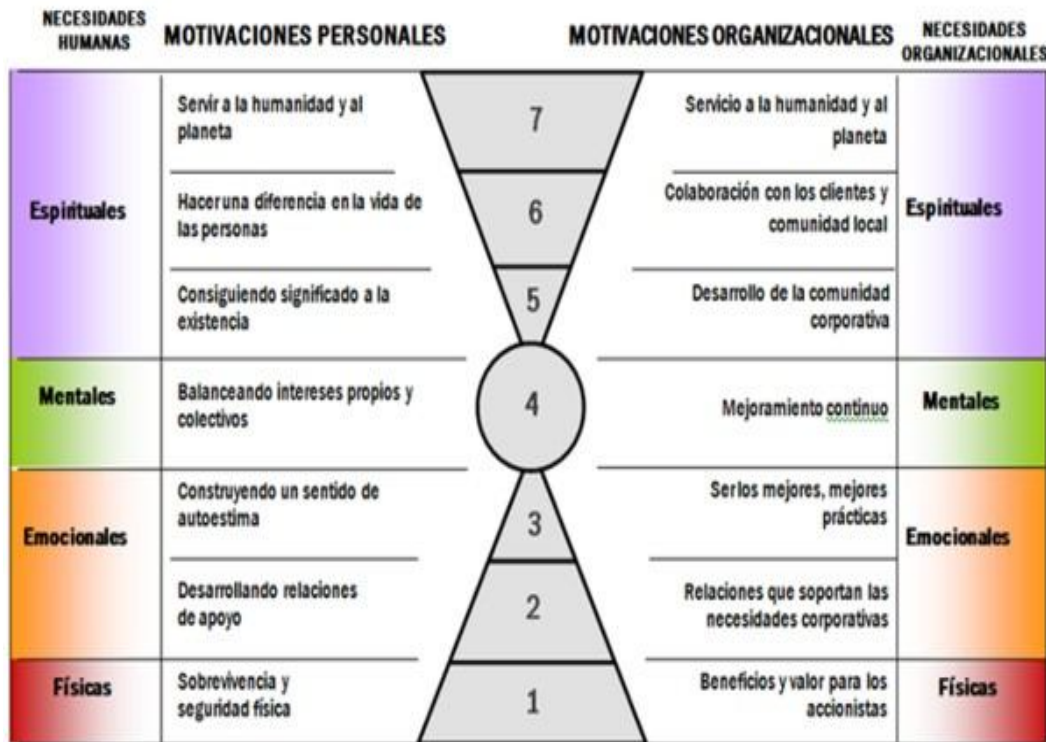 NECESIDADES
HUMANAS
MOTIVACIONES PERSONALES
MOTIVACIONES ORGANIZACIONALES
NECESIDADES
ORGANIZACIONALES
Espirituales
Servir a la humanidad y al
planeta
7
Servicio a la humanidad y al
planeta
Espirituales
Hacer una diferencia en la vida de
las personas
6
Colaboración con los clientes y
comunidad local
Consiguiendo significado a la
existencia
5
Desarrollo de la comunidad
corporativa
Mentales
Balanceando intereses propios y
colectivos
4
Mejoramiento continuo
Mentales
Emocionales
Construyendo un sentido de
autoestima
3
Ser los mejores, mejores
prácticas
Emocionales
Desarrollando relaciones
de apoyo
2
Relaciones que soportan las
necesidades corporativas
Físicas
Sobrevivencia y
seguridad física
1
Beneficios y valor para los
accionistas
Físicas